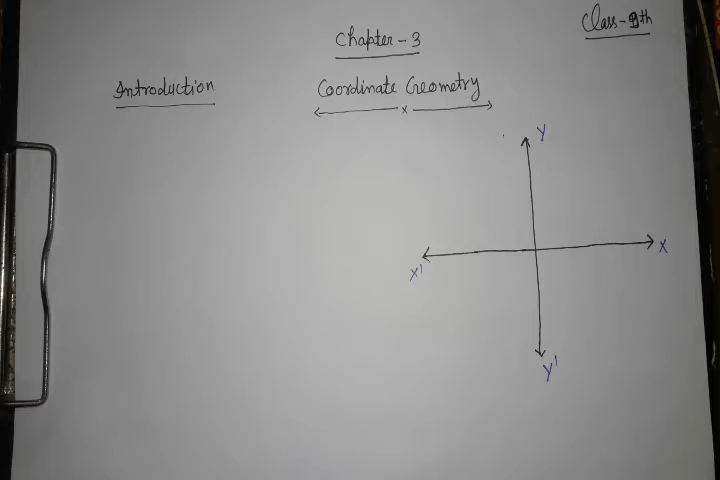 Class-9th
Chapter-3
Introduction
Coordinate Geometry
x
Y
X
X'
Y'